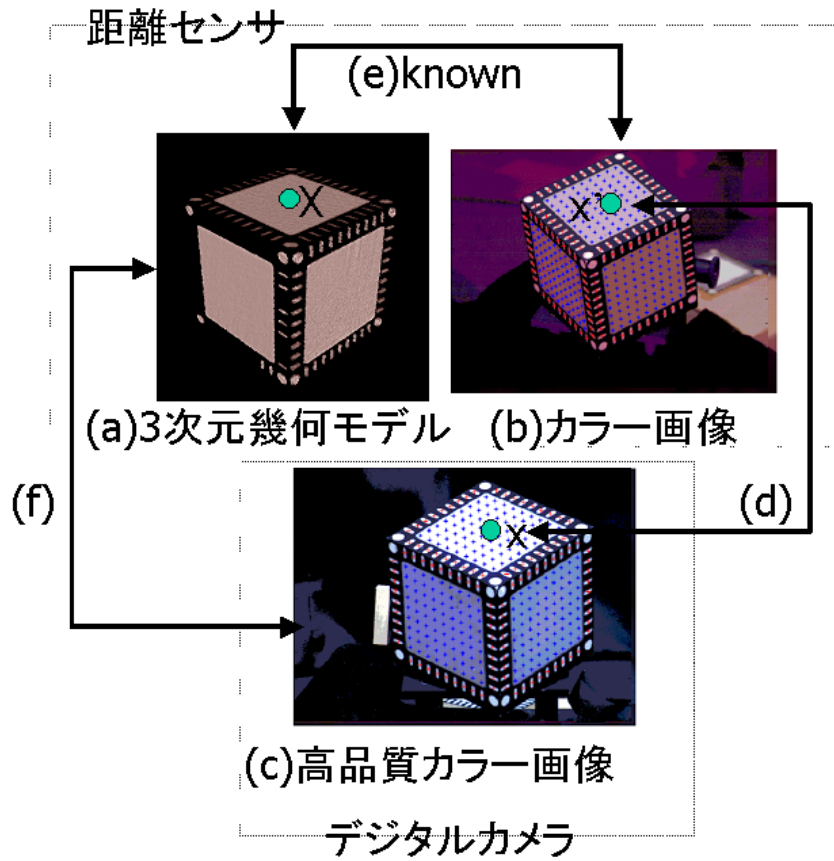 距離センサ
(e)known
X
x'
(a)3次元幾何モデル
(b)カラー画像
(f)
(d)
x
(c)高品質カラー画像
デジタルカメラ